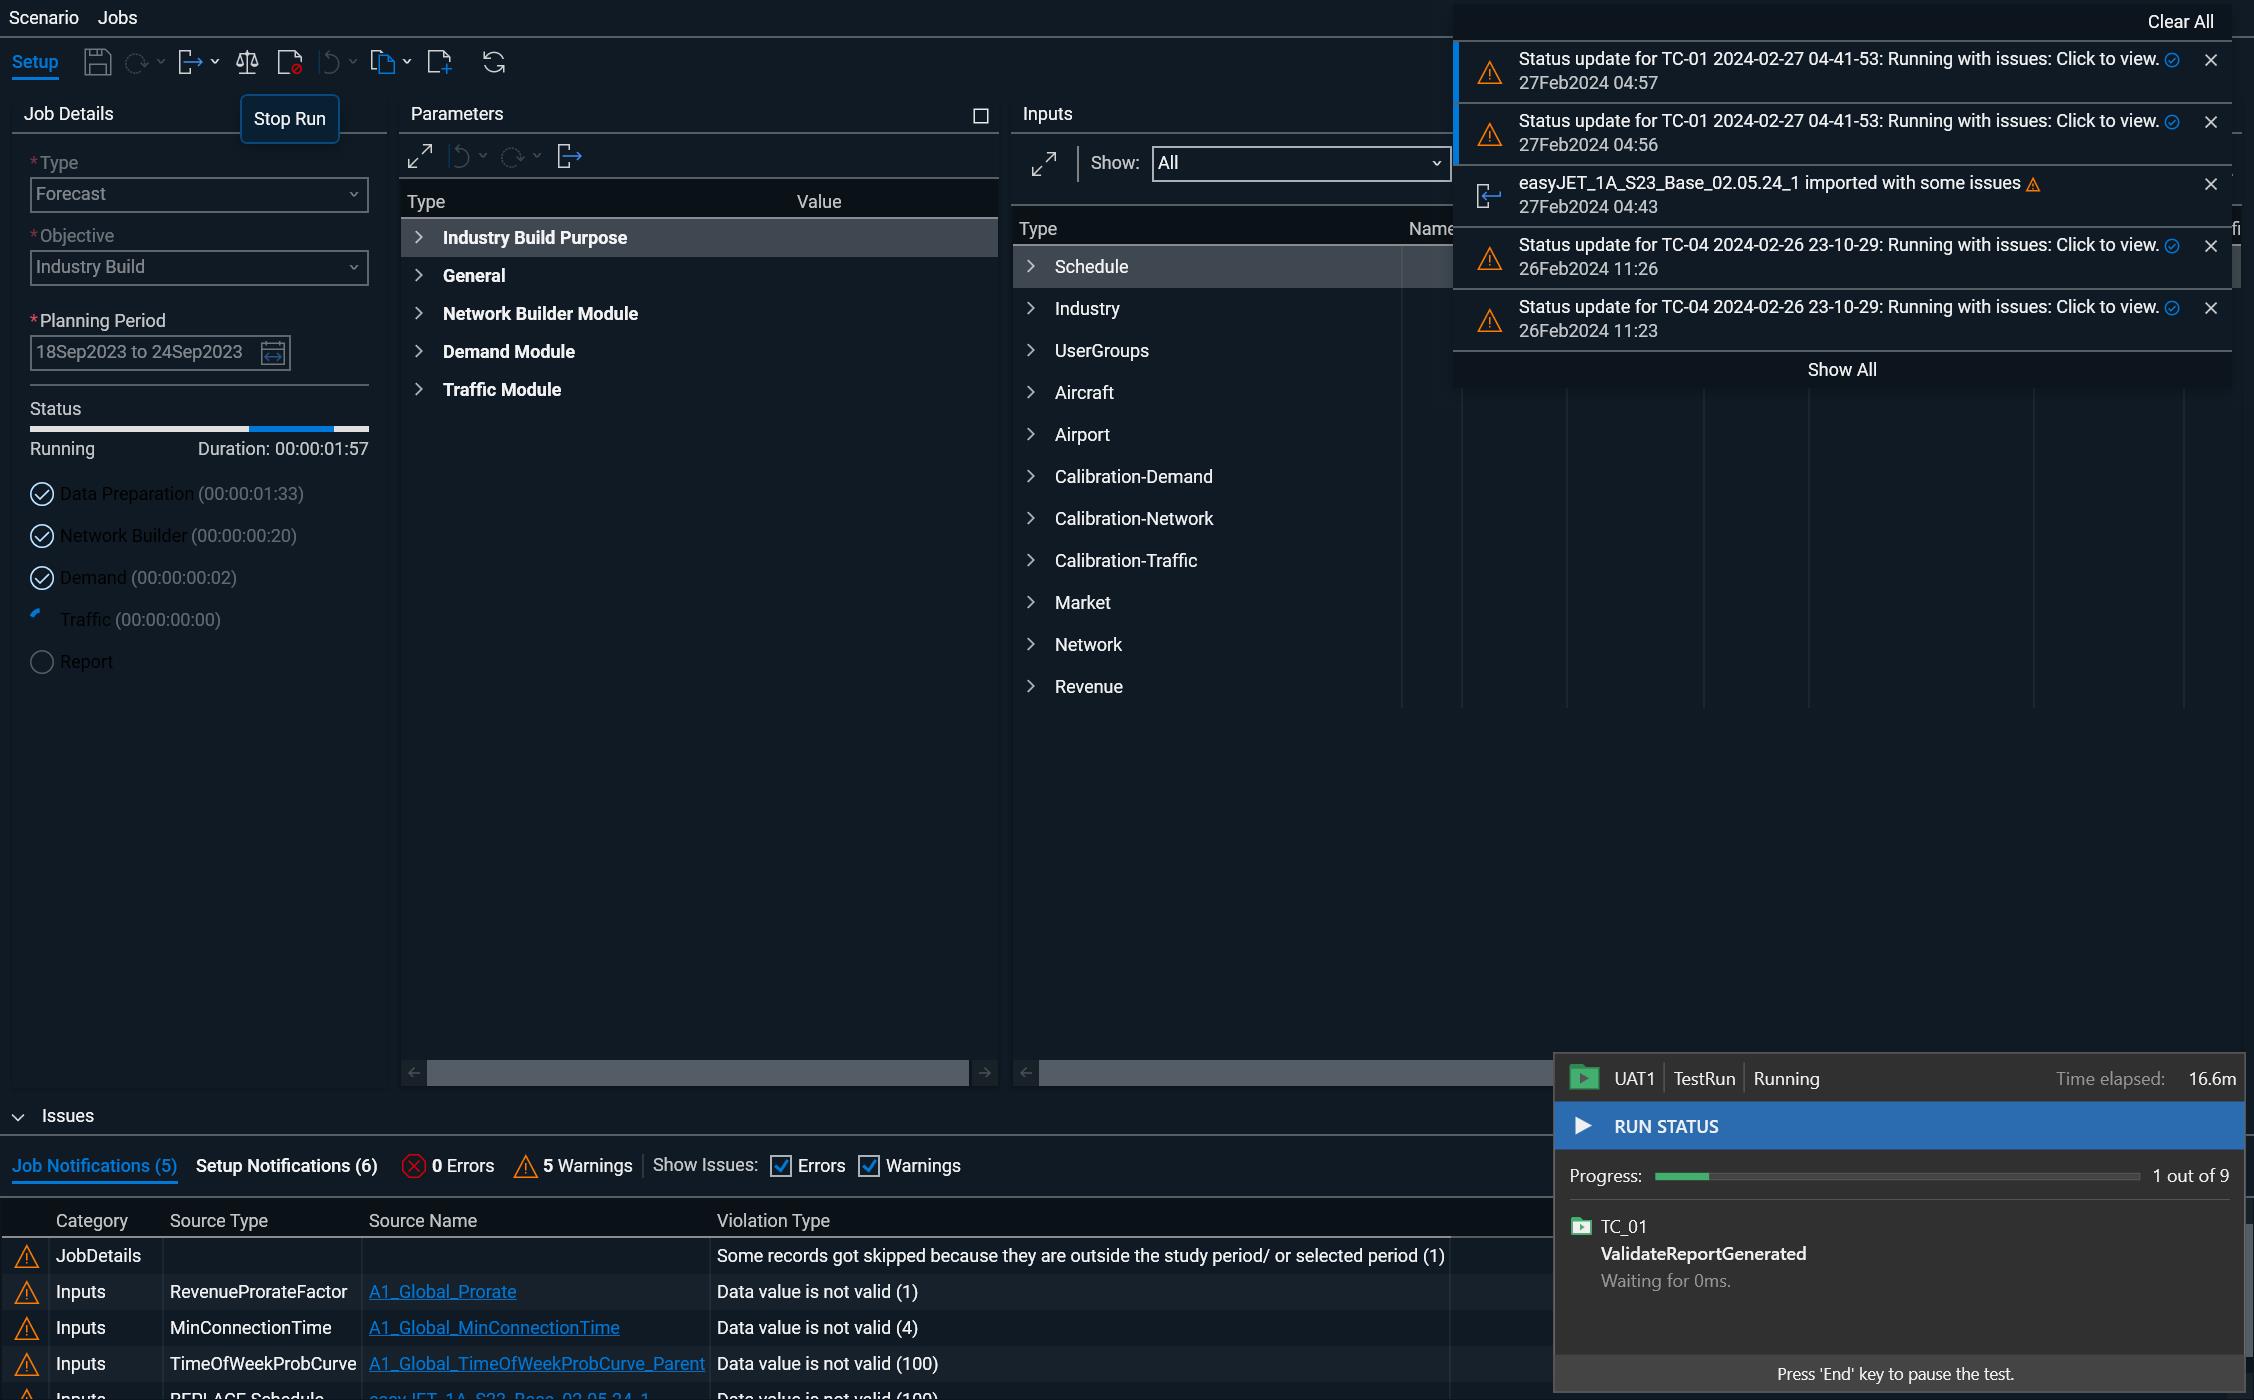 Scenario Jobs
Setup
Stop Run
Clear All
Status update for TC-01 2024-02-27 04-41-53: Running with issues: Click to view.
27Feb2024 04:57
Status update for TC-01 2024-02-27 04-41-53: Running with issues: Click to view.
27Feb2024 04:56
easyJET_1A_S23_Base_02.05.24_1 imported with some issues
27Feb2024 04:43
Status update for TC-04 2024-02-26 23-10-29: Running with issues: Click to view.
26Feb2024 11:26
Status update for TC-04 2024-02-26 23-10-29: Running with issues: Click to view.
26Feb2024 11:23
Show All
Job Details
*Type
Forecast
*Objective
Industry Build
*Planning Period
18Sep2023 to 24Sep2023
Status
Running Duration: 00:00:01:57
Data Preparation (00:00:01:33)
Network Builder (00:00:00:20)
Demand (00:00:00:02)
Traffic (00:00:00:00)
Report
Parameters
Type Value
Industry Build Purpose
General
Network Builder Module
Demand Module
Traffic Module
Inputs
Show: All
Type Name
Schedule
Industry
UserGroups
Aircraft
Airport
Calibration-Demand
Calibration-Network
Calibration-Traffic
Market
Network
Revenue
Issues
Job Notifications (5) Setup Notifications (6) 0 Errors 5 Warnings Show Issues: Errors Warnings
Category Source Type Source Name Violation Type
JobDetails Some records got skipped because they are outside the study period/ or selected period (1)
Inputs RevenueProrateFactor A1_Global_Prorate Data value is not valid (1)
Inputs MinConnectionTime A1_Global_MinConnectionTime Data value is not valid (4)
Inputs TimeOfWeekProbCurve A1_Global_TimeOfWeekProbCurve_Parent Data value is not valid (100)
Inputs REPLACE Schedule easyJET_1A_S23_Base_02.05.24_1 Data value is not valid (100)
UAT1 TestRun Running Time elapsed: 16.6m
RUN STATUS
Progress: 1 out of 9
TC_01
ValidateReportGenerated
Waiting for 0ms.
Press 'End' key to pause the test.